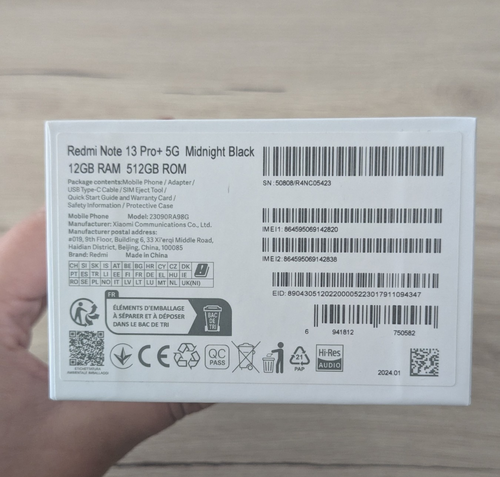 Redmi Note 13 Pro+ 5G Midnight Black
12GB RAM 512GB ROM
Package contents:Mobile Phone / Adapter /
USB Type-C Cable / SIM Eject Tool /
Quick Start Guide and Warranty Card /
Safety Information / Protective Case
Mobile Phone Model: 23090RA98G
Manufacturer: Xiaomi Communications Co., Ltd.
Manufacturer postal address:
#019, 9th Floor, Building 6, 33 Xi'erqi Middle Road,
Haidian District, Beijing, China, 100085
Brand: Redmi Made in China
CH SI SK IS AT BE BG HR CY CZ DK
PT ES TR LI EE FI FR DE EL HU IE
RO SE PL NO IT LV LT LU MT NL UK(NI)
FR
ÉLÉMENTS D'EMBALLAGE
À SÉPARER ET À DÉPOSER
DANS LE BAC DE TRI
BAC
DE TRI
CE
QC
PASS
21
PAP
Hi-Res
AUDIO
SN: 50808/R4NC05423
IMEI1: 864595069142820
IMEI2: 864595069142838
EID: 89043051202200005223017911094347
6 941812 750582
2024.01